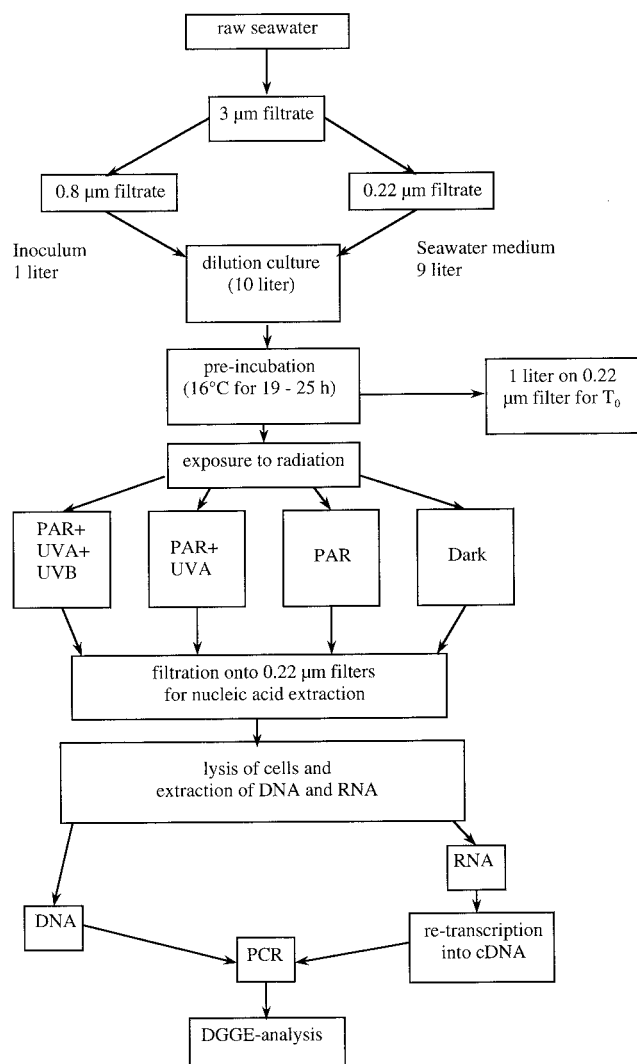 raw seawater
3 µm filtrate
0.8 µm filtrate
0.22 µm filtrate
Inoculum
1 liter
Seawater medium
9 liter
dilution culture
(10 liter)
pre-incubation
(16°C for 19 - 25 h)
1 liter on 0.22
µm filter for T₀
exposure to radiation
PAR+
UVA+
UVB
PAR+
UVA
PAR
Dark
filtration onto 0.22 µm filters
for nucleic acid extraction
lysis of cells and
extraction of DNA and RNA
RNA
DNA
re-transcription
into cDNA
PCR
DGGE-analysis